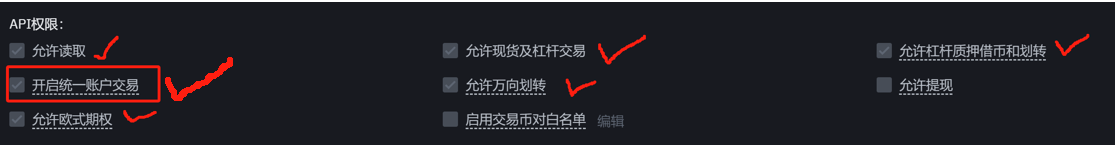 API权限：
允许读取 允许现货及杠杆交易 允许杠杆质押借币和划转
开启统一账户交易 允许万向划转 允许提现
允许欧式期权 启用交易币对白名单 编辑